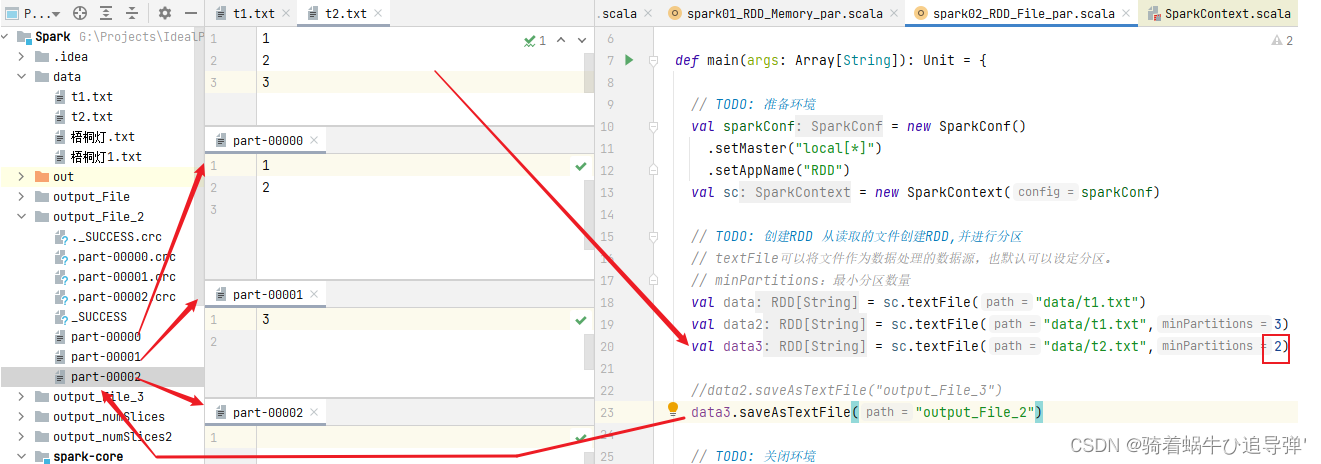 P...
Spark G:\Projects\IdealP
.idea
data
t1.txt
t2.txt
梧桐灯.txt
梧桐灯1.txt
out
output_File
output_File_2
._SUCCESS.crc
.part-00000.crc
.part-00001.crc
.part-00002.crc
_SUCCESS
part-00000
part-00001
part-00002
output_File_3
output_numSlices
output_numSlices2
spark-core
t1.txt
t2.txt
1
1 1
2 2
3 3
part-00000
1 1
2 2
3
part-00001
1 3
2
part-00002
1
.scala
spark01_RDD_Memory_par.scala
spark02_RDD_File_par.scala
SparkContext.scala
2
6
7 def main(args: Array[String]): Unit = {
8
9 // TODO: 准备环境
10 val sparkConf: SparkConf = new SparkConf()
11 .setMaster("local[*]")
12 .setAppName("RDD")
13 val sc: SparkContext = new SparkContext( config = sparkConf)
14
15 // TODO: 创建RDD 从读取的文件创建RDD,并进行分区
16 // textFile可以将文件作为数据处理的数据源，也默认可以设定分区。
17 // minPartitions：最小分区数量
18 val data: RDD[String] = sc.textFile( path = "data/t1.txt")
19 val data2: RDD[String] = sc.textFile( path = "data/t1.txt", minPartitions = 3)
20 val data3: RDD[String] = sc.textFile( path = "data/t2.txt", minPartitions = 2)
21
22 //data2.saveAsTextFile("output_File_3")
23 data3.saveAsTextFile( path = "output_File_2")
24
25 // TODO: 关闭环境
CSDN @骑着蜗牛ひ追导弹'